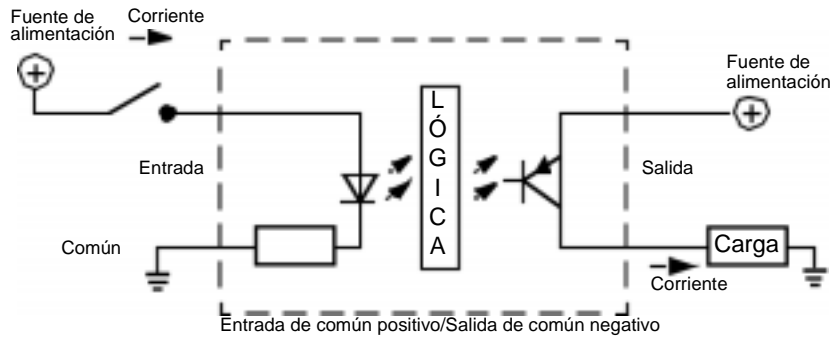 Fuente de
alimentación
Corriente
Fuente de
alimentación
LÓGICA
Entrada
Salida
Común
Carga
Corriente
Entrada de común positivo/Salida de común negativo